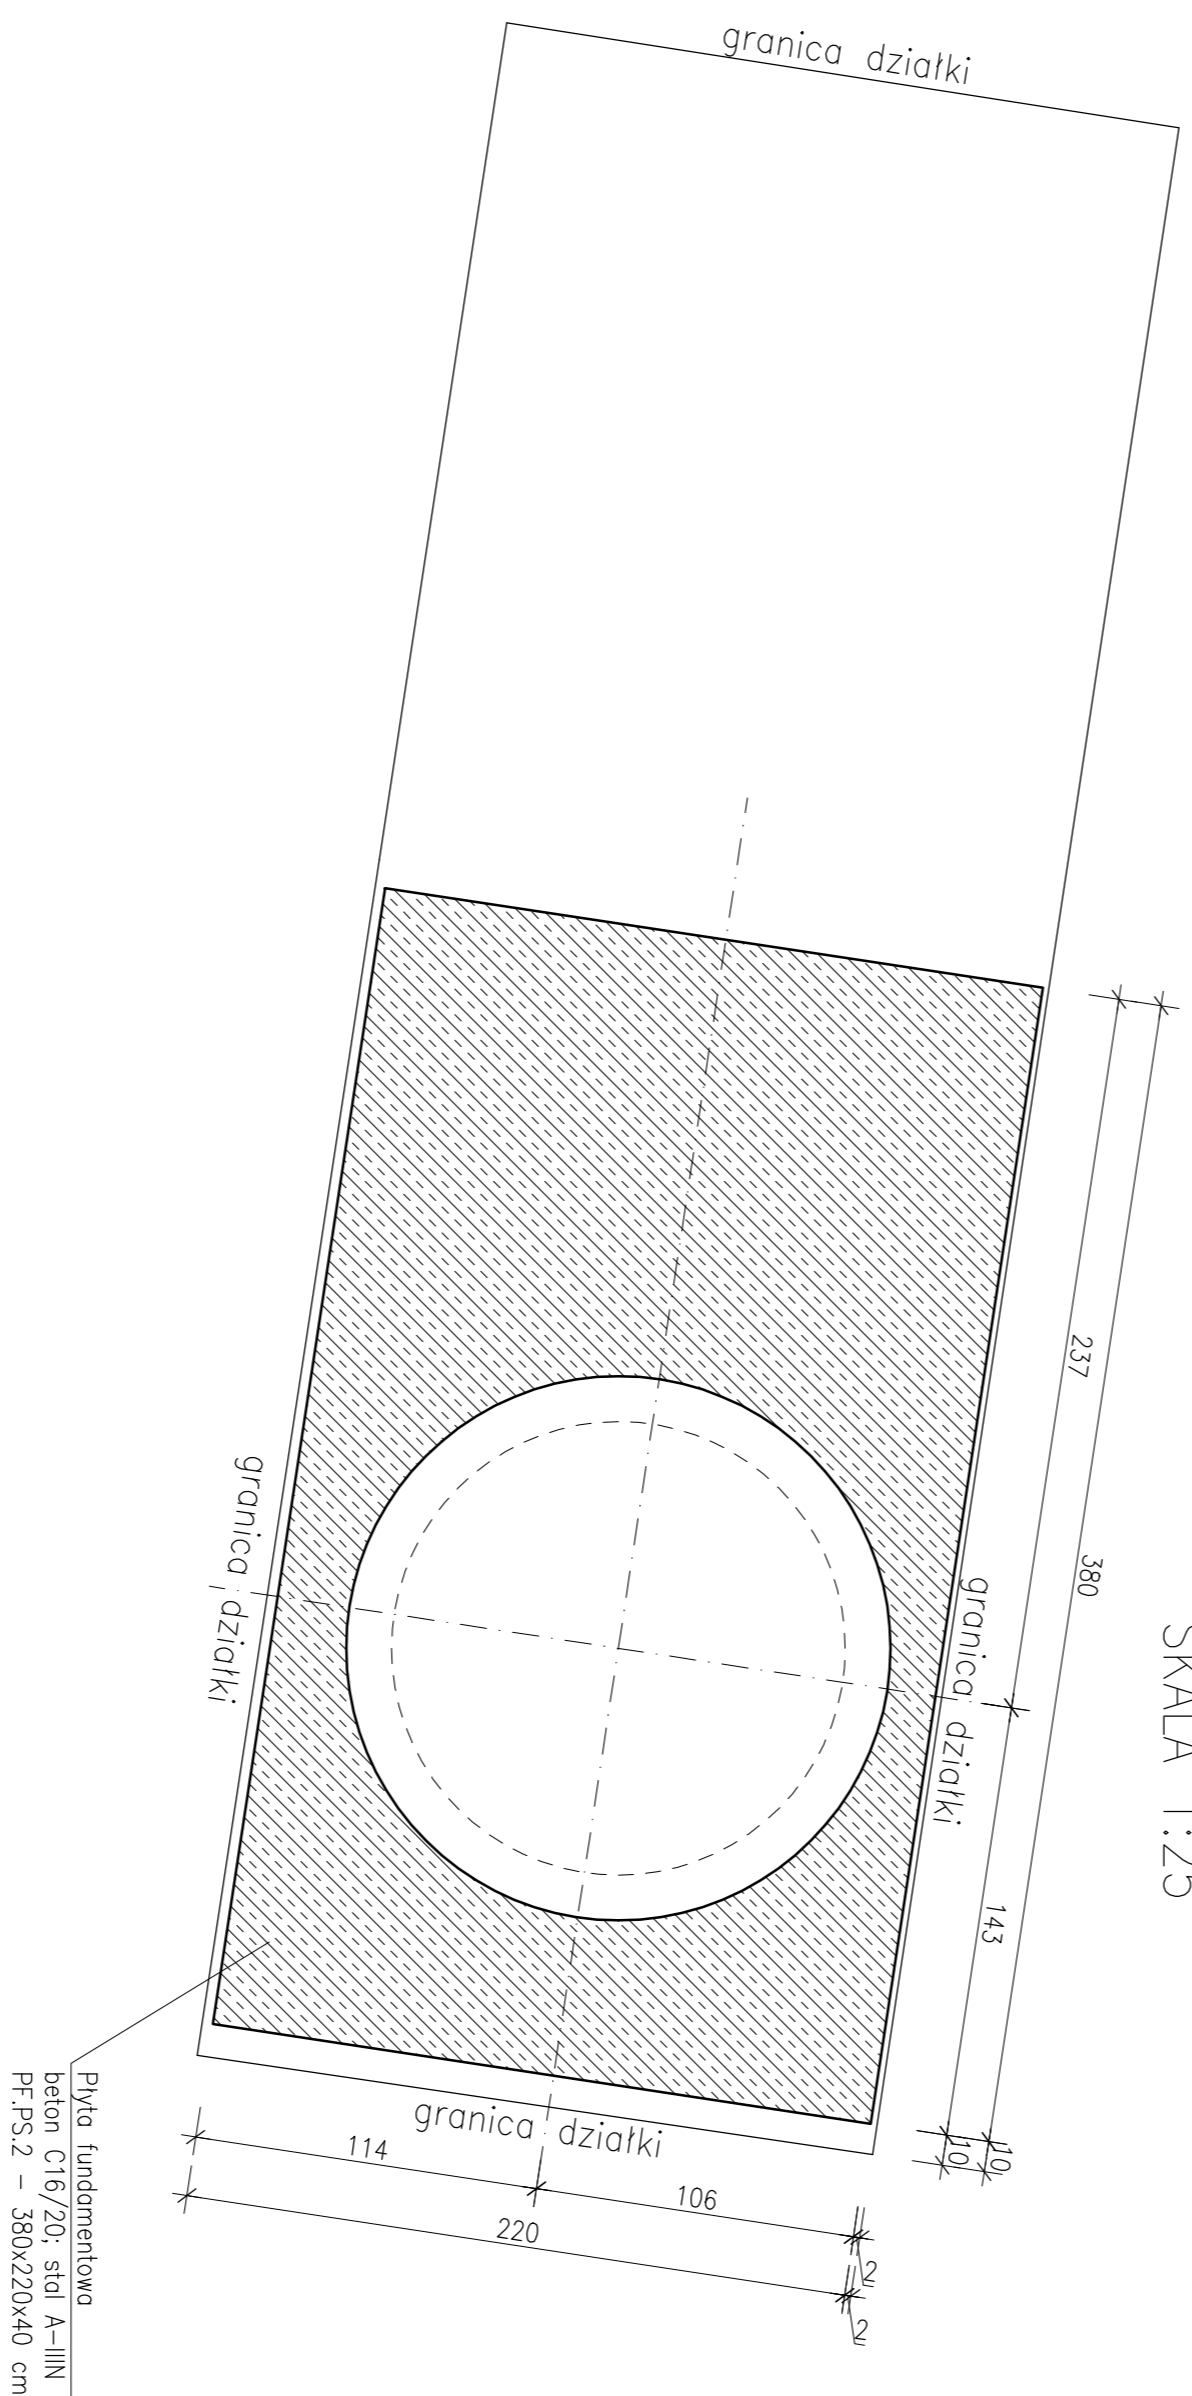 granica działki
SKALA 1:25
237
380
granica działki
granica działki
143
10
10
granica działki
114
106
220
2
2
Płyta fundamentowa
beton C16/20; stal A-IIIN
PF.PS.2 - 380x220x40 cm